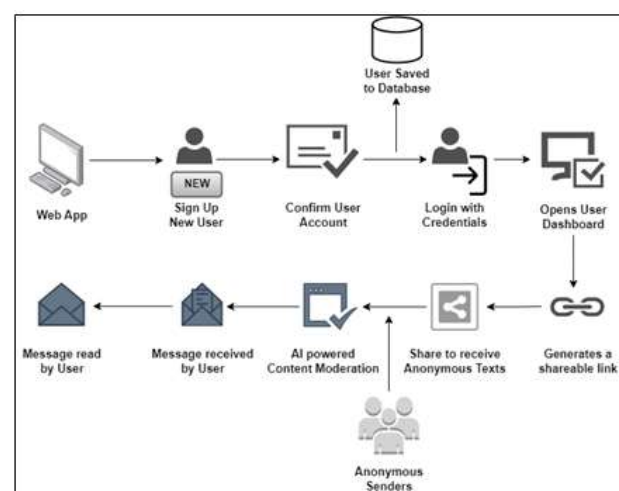 User Saved
to Database
NEW
Web App
Sign Up
New User
Confirm User
Account
Login with
Credentials
Opens User
Dashboard
Message read
by User
Message received
by User
AI powered
Content Moderation
Share to receive
Anonymous Texts
Generates a
shareable link
Anonymous
Senders